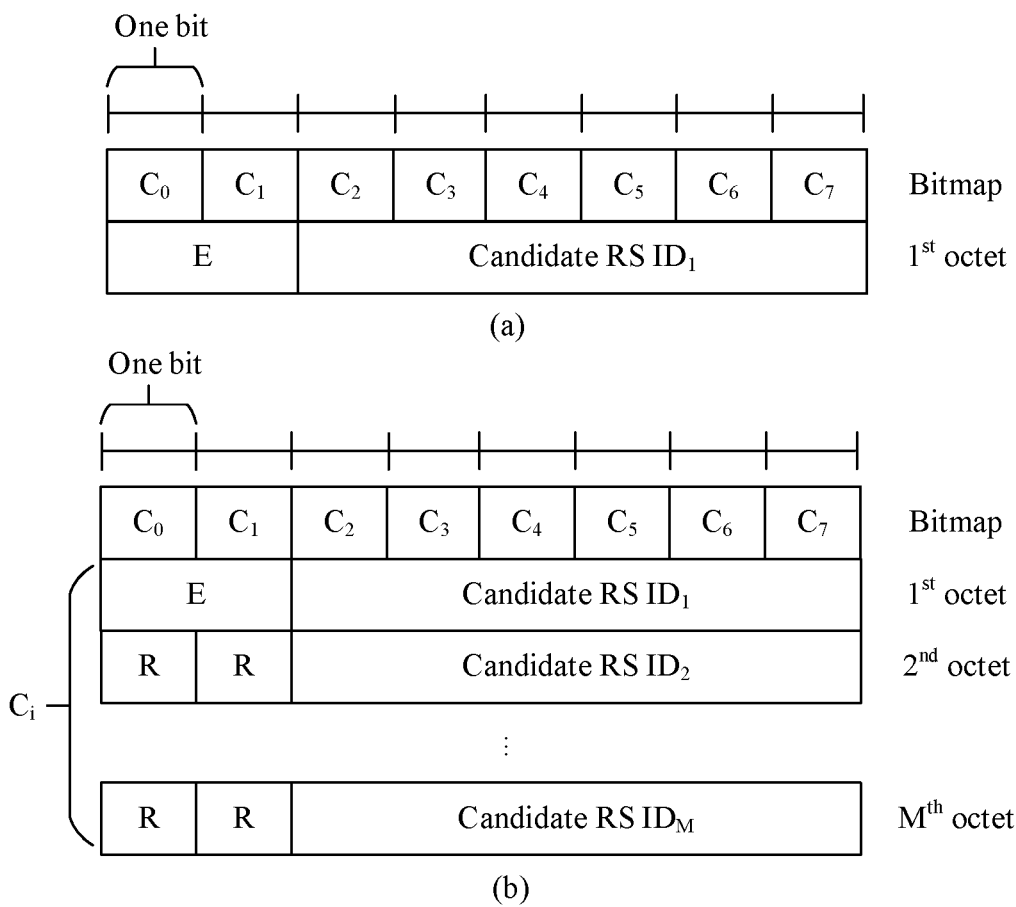 One bit
C₀ C₁ C₂ C₃ C₄ C₅ C₆ C₇ Bitmap
E Candidate RS ID₁ 1ˢᵗ octet
(a)
One bit
C₀ C₁ C₂ C₃ C₄ C₅ C₆ C₇ Bitmap
E Candidate RS ID₁ 1ˢᵗ octet
R R Candidate RS ID₂ 2ⁿᵈ octet
Cᵢ
⋮
R R Candidate RS ID_M Mᵗʰ octet
(b)